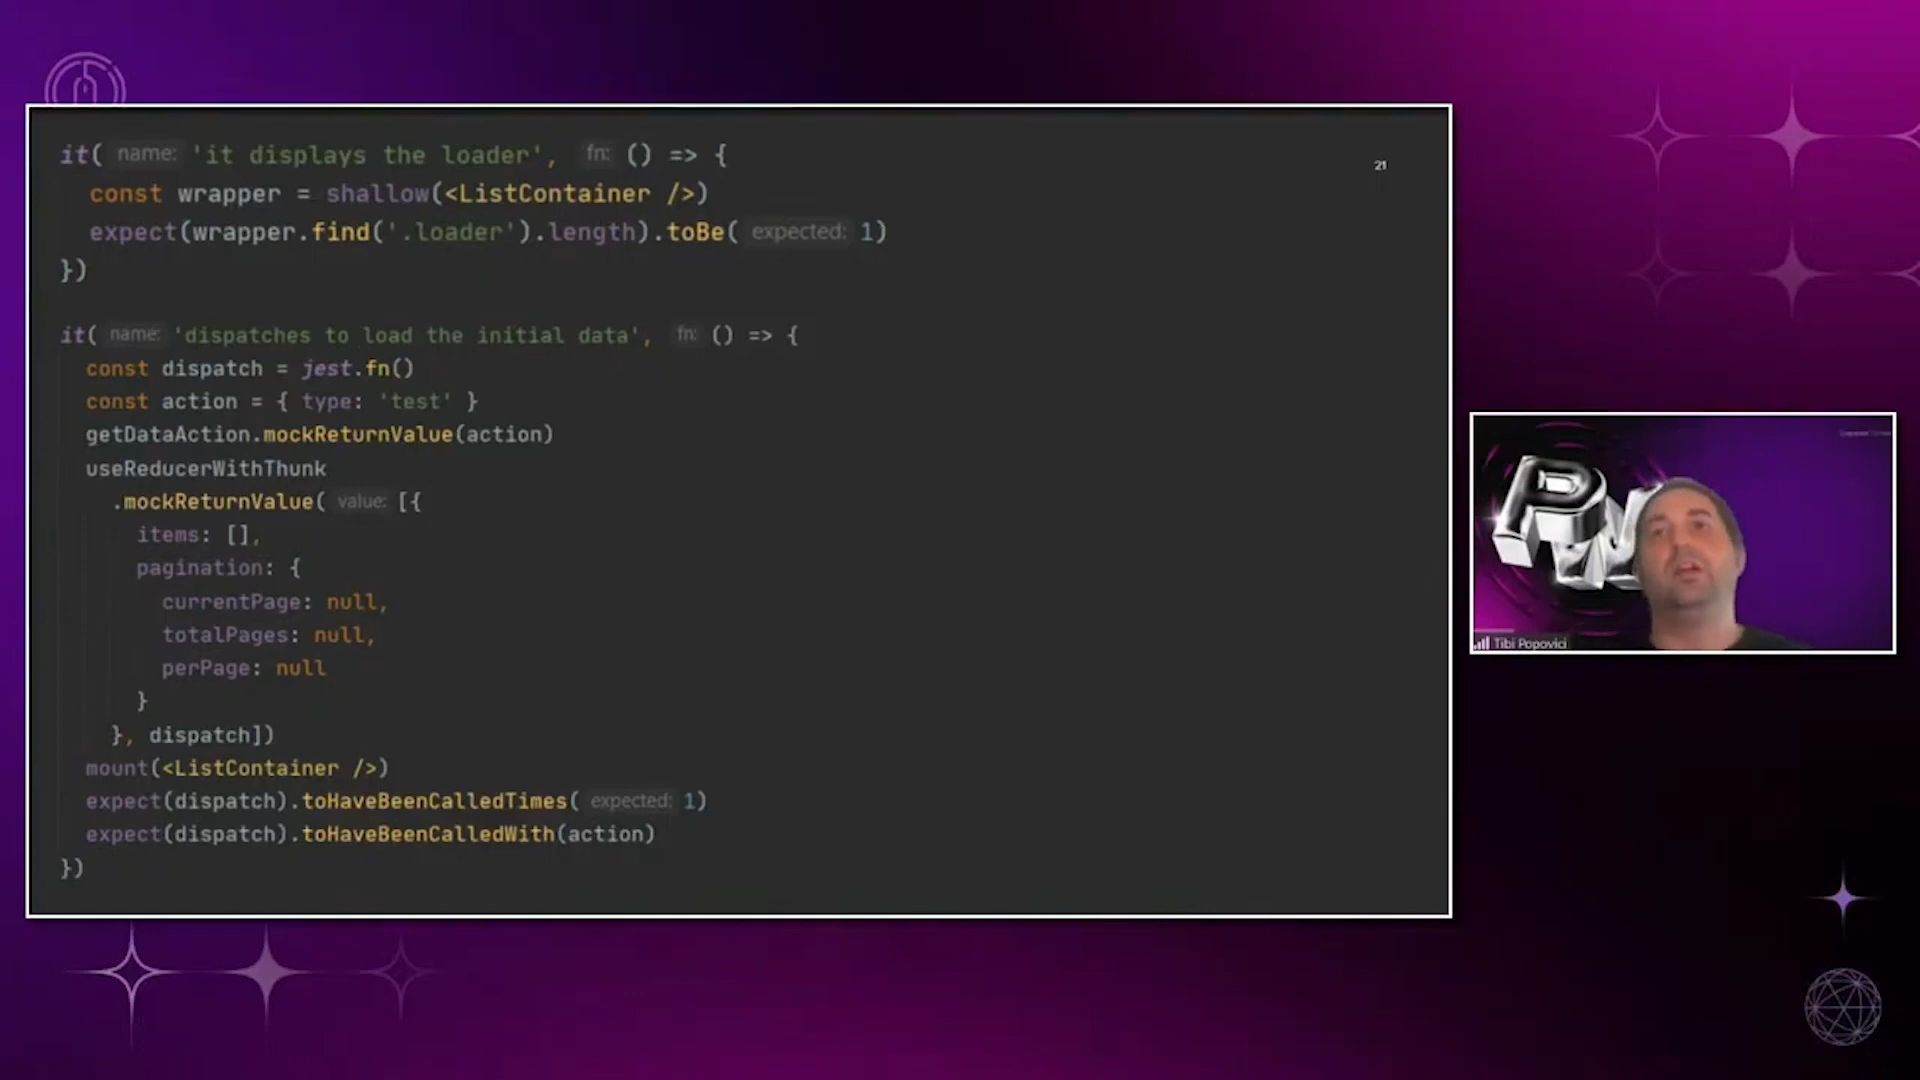 it( name: 'it displays the loader', fn: () => {
const wrapper = shallow(<ListContainer />)
expect(wrapper.find('.loader').length).toBe( expected: 1)
})
21
it( name: 'dispatches to load the initial data', fn: () => {
const dispatch = jest.fn()
const action = { type: 'test' }
getDataAction.mockReturnValue(action)
useReducerWithThunk
.mockReturnValue( value: [{
items: [],
pagination: {
currentPage: null,
totalPages: null,
perPage: null
}
}, dispatch])
mount(<ListContainer />)
expect(dispatch).toHaveBeenCalledTimes( expected: 1)
expect(dispatch).toHaveBeenCalledWith(action)
})
Tibi Popovici